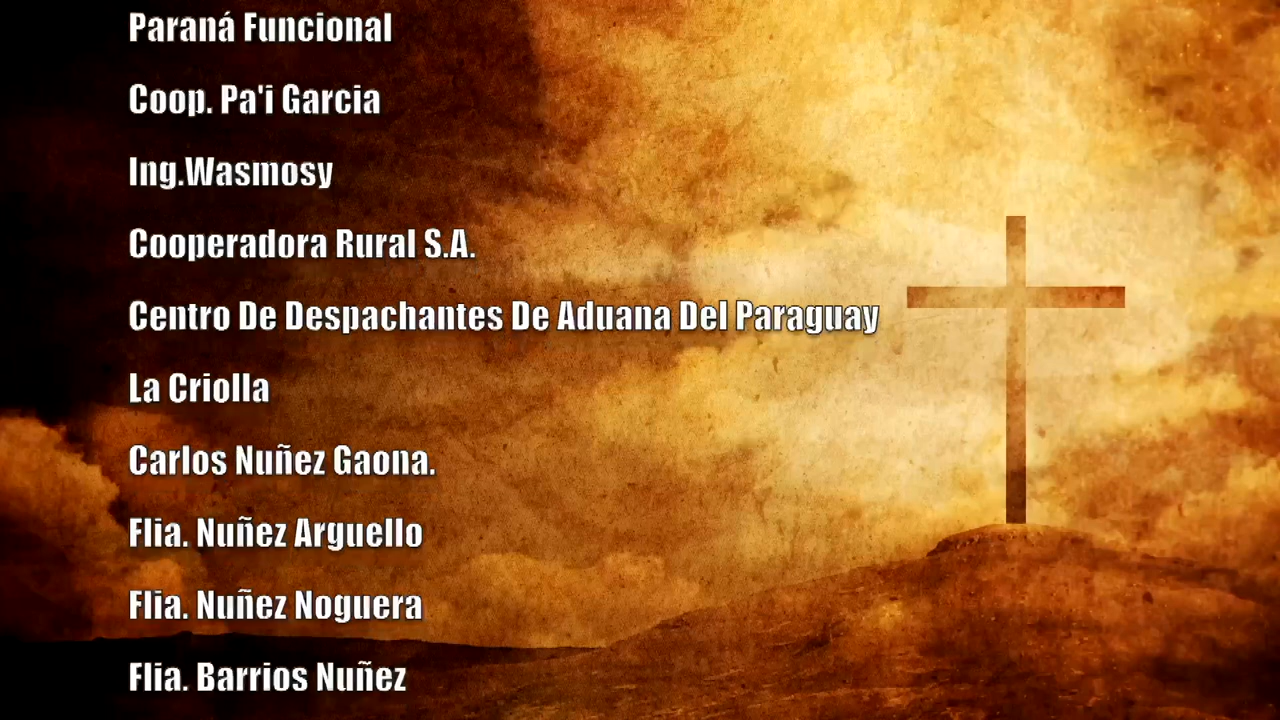 Paraná Funcional
Coop. Pa'i Garcia
Ing.Wasmosy
Cooperadora Rural S.A.
Centro De Despachantes De Aduana Del Paraguay
La Criolla
Carlos Nuñez Gaona.
Flia. Nuñez Arguello
Flia. Nuñez Noguera
Flia. Barrios Nuñez